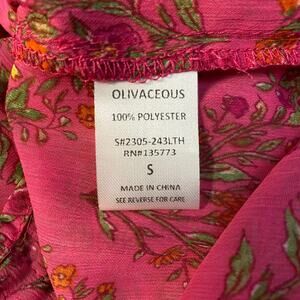 OLIVACEOUS
100% POLYESTER
S#2305-243LTH
RN#135773
S
MADE IN CHINA
SEE REVERSE FOR CARE